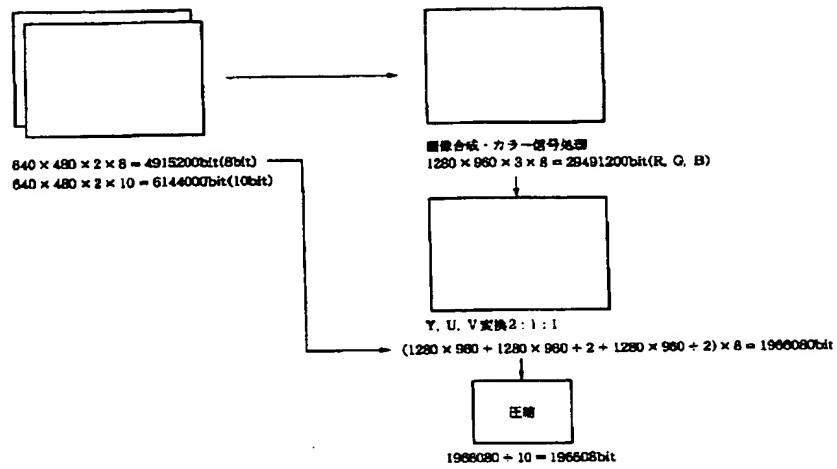 640 × 480 × 2 × 8 = 4915200bit(8bit)
640 × 480 × 2 × 10 = 6144000bit(10bit)
画像合成・カラー信号処理
1280 × 960 × 3 × 8 = 29491200bit(R, G, B)
Y, U, V変換2:1:1
(1280 × 960 + 1280 × 960 ÷ 2 + 1280 × 960 ÷ 2) × 8 = 1966080bit
圧縮
1966080 ÷ 10 = 196608bit